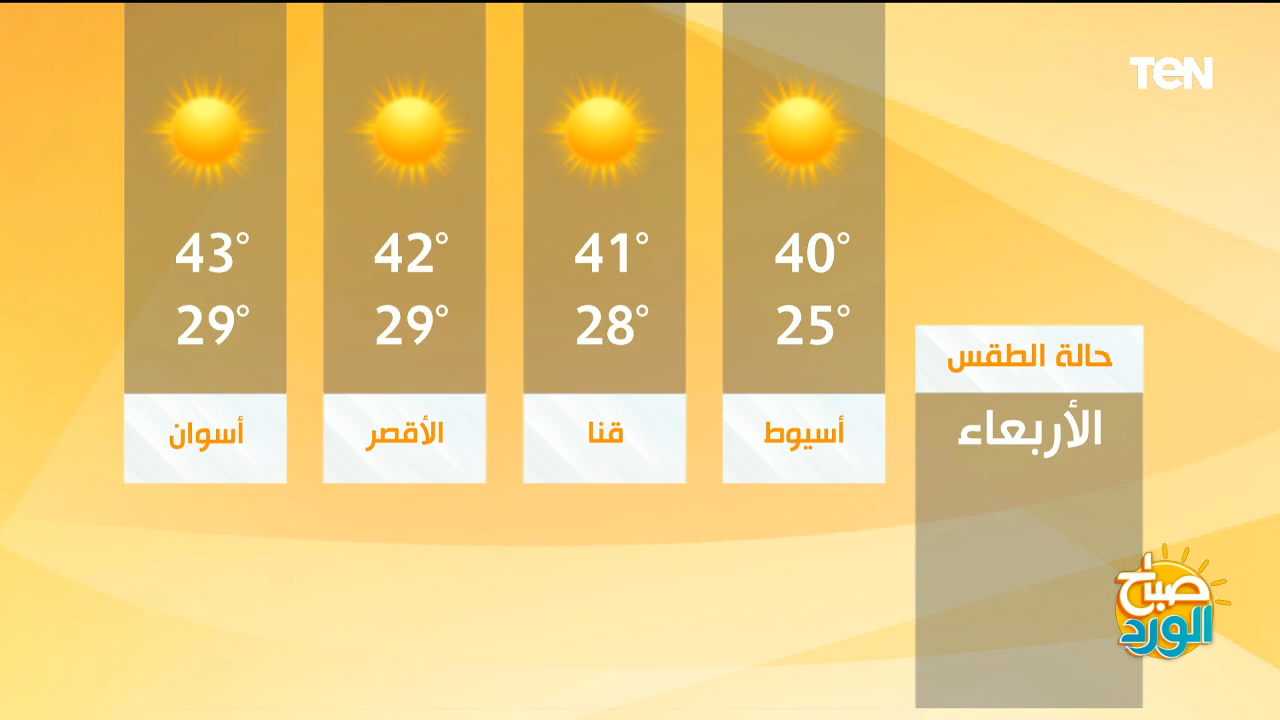 TEN
حالة الطقس
الأربعاء
40° 41° 42° 43°
25° 28° 29° 29°
أسيوط قنا الأقصر أسوان
صباح
الورد